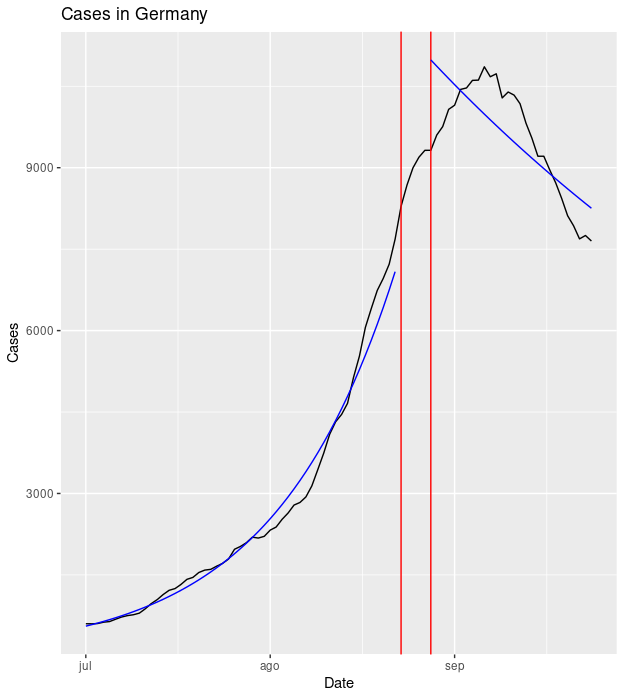 Cases in Germany
Cases
9000
6000
3000
jul
ago
sep
Date